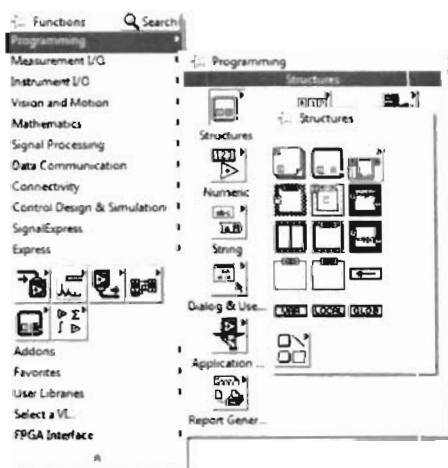 Functions
Search
Programming
Measurement I/O
Instrument I/O
Vision and Motion
Mathematics
Signal Processing
Data Communication
Connectivity
Control Design & Simulation
SignalExpress
Express
Addons
Favorites
User Libraries
Select a VI...
FPGA Interface
Programming
Structures
Structures
Numeric
String
Dialog & Use...
Application ...
Report Gener...
Structures
LOCAL
GLOB